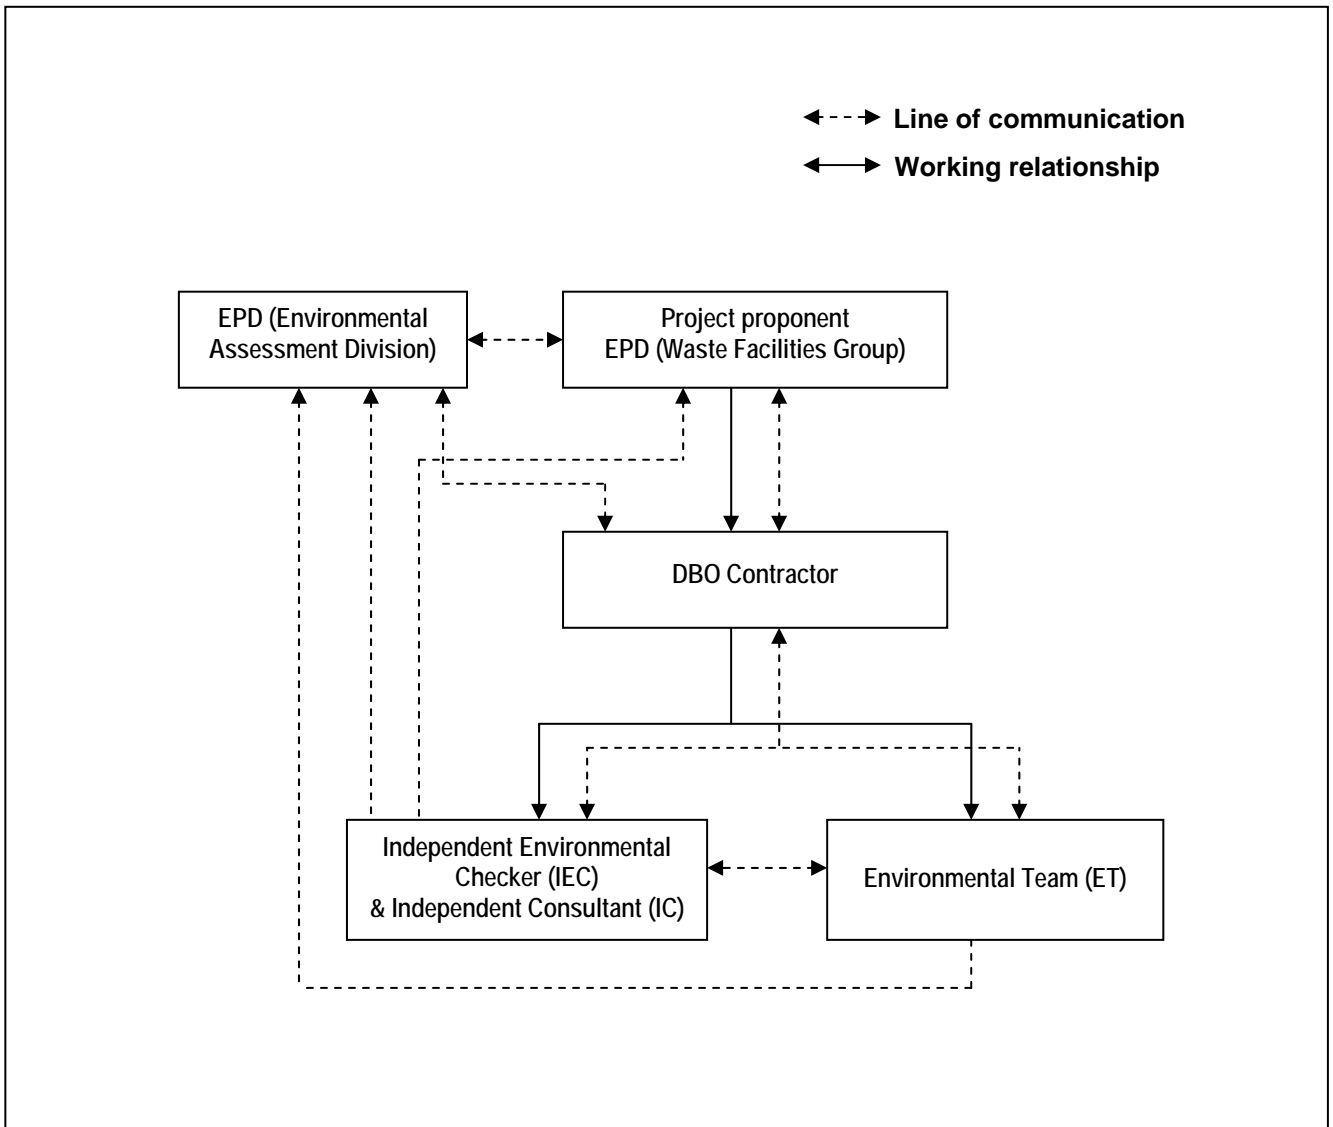 Line of communication
Working relationship
EPD (Environmental
Assessment Division)
Project proponent
EPD (Waste Facilities Group)
DBO Contractor
Independent Environmental
Checker (IEC)
& Independent Consultant (IC)
Environmental Team (ET)